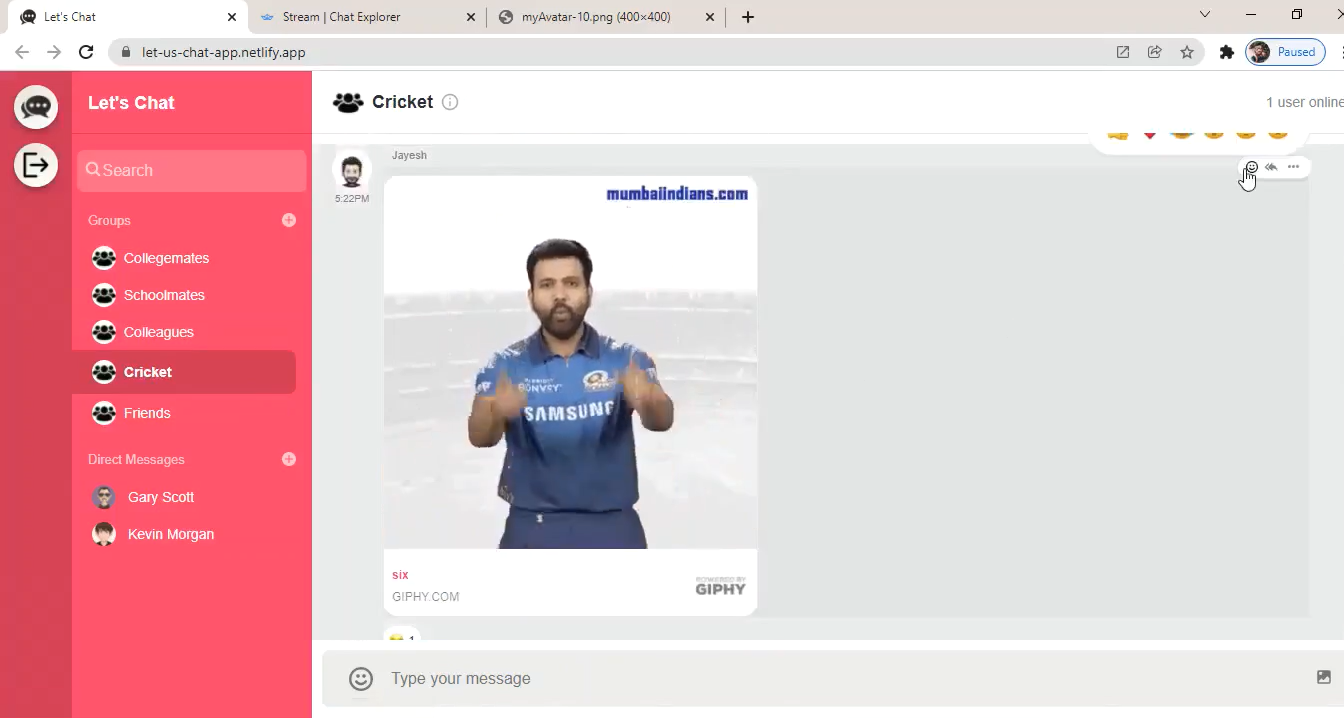 Let's Chat
Stream | Chat Explorer
myAvatar-10.png (400×400)
let-us-chat-app.netlify.app
Paused
Let's Chat
Search
Groups
Collegemates
Schoolmates
Colleagues
Cricket
Friends
Direct Messages
Gary Scott
Kevin Morgan
Cricket
1 user online
Jayesh
5:22PM
mumbaiindians.com
SAMSUNG
six
GIPHY.COM
POWERED BY
GIPHY
1
Type your message